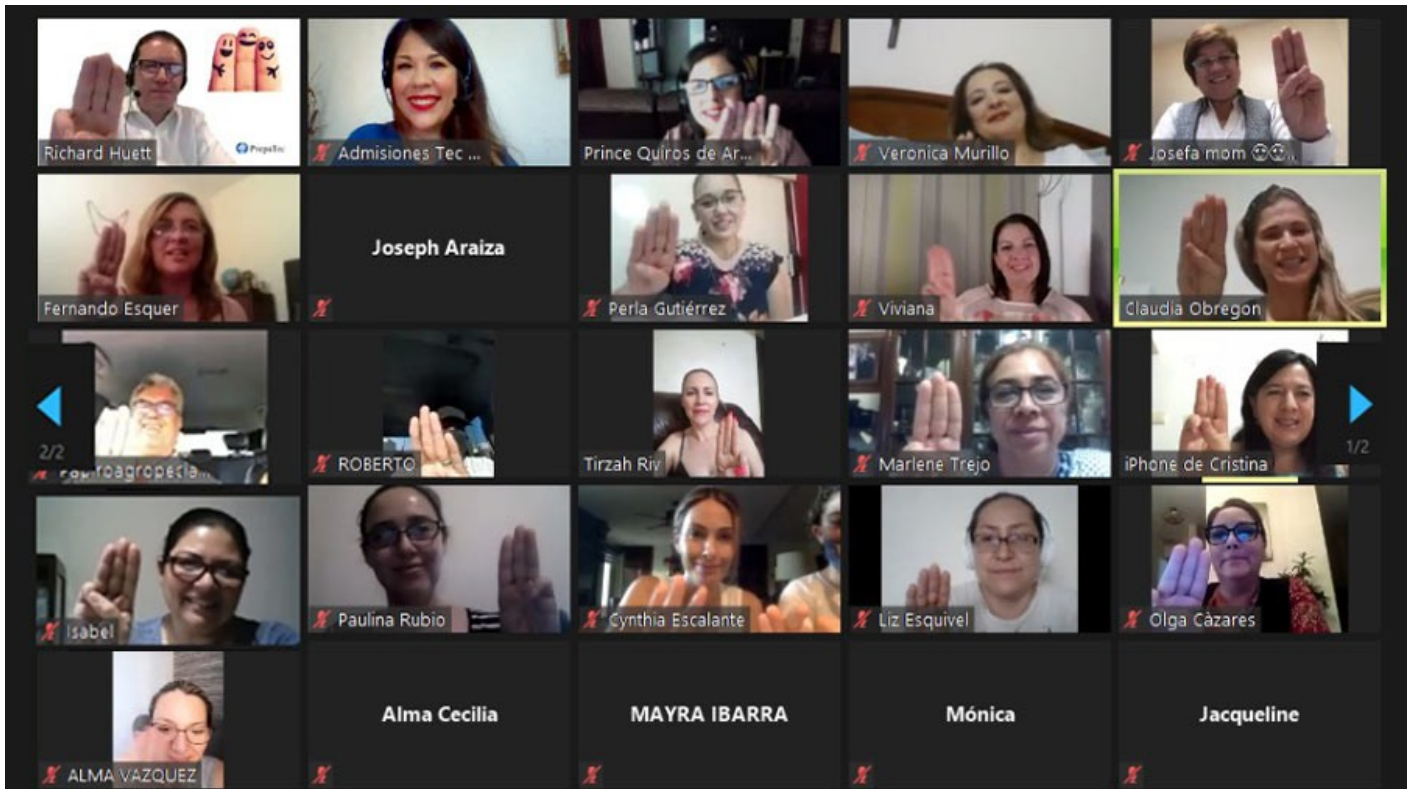 Richard Huett
PrepaTec
Admisiones Tec ...
Prince Quiros de Ar...
Veronica Murillo
Josefa mom 😍😍...
Fernando Esquer
Joseph Araiza
Perla Gutiérrez
Viviana
Claudia Obregon
2/2
ROBERTO
Tirzah Riv
Marlene Trejo
iPhone de Cristina
1/2
Isabel
Paulina Rubio
Cynthia Escalante
Liz Esquivel
Olga Càzares
ALMA VAZQUEZ
Alma Cecilia
MAYRA IBARRA
Mónica
Jacqueline